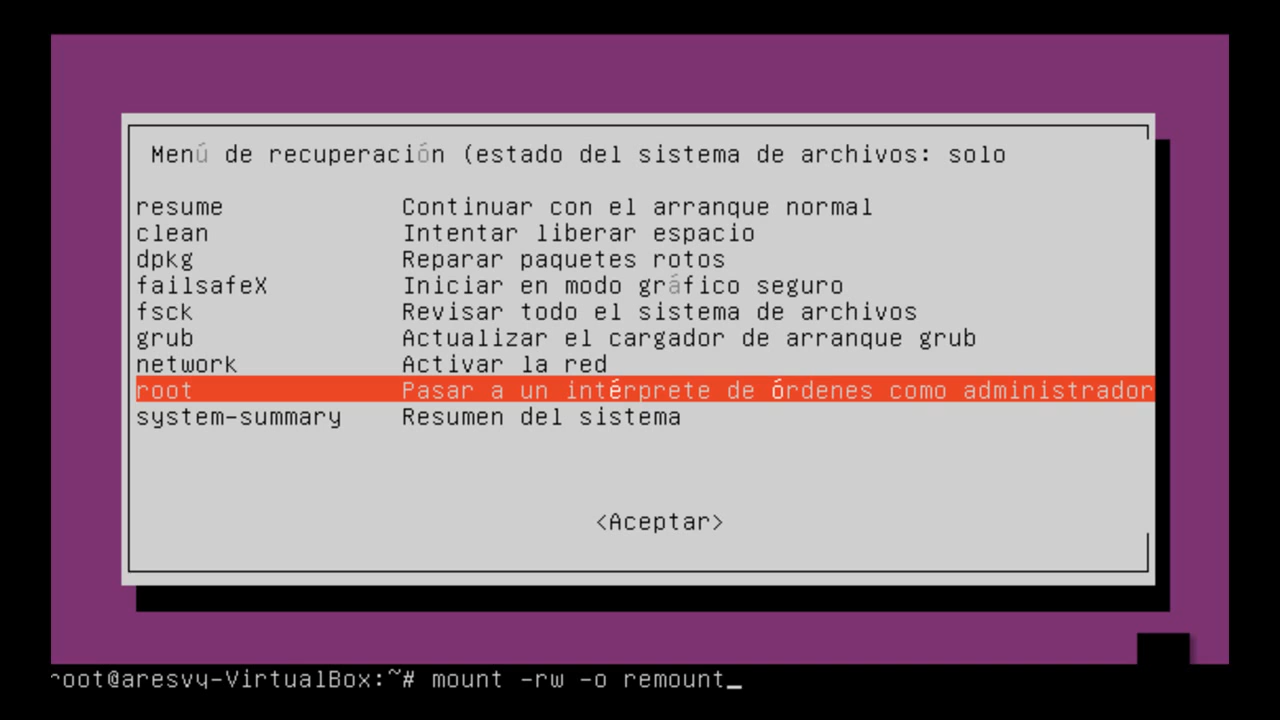 Menú de recuperación (estado del sistema de archivos: solo
resume Continuar con el arranque normal
clean Intentar liberar espacio
dpkg Reparar paquetes rotos
failsafeX Iniciar en modo gráfico seguro
fsck Revisar todo el sistema de archivos
grub Actualizar el cargador de arranque grub
network Activar la red
root Pasar a un intérprete de órdenes como administrador
system-summary Resumen del sistema
<Aceptar>
root@aresvy-VirtualBox:~# mount -rw -o remount_